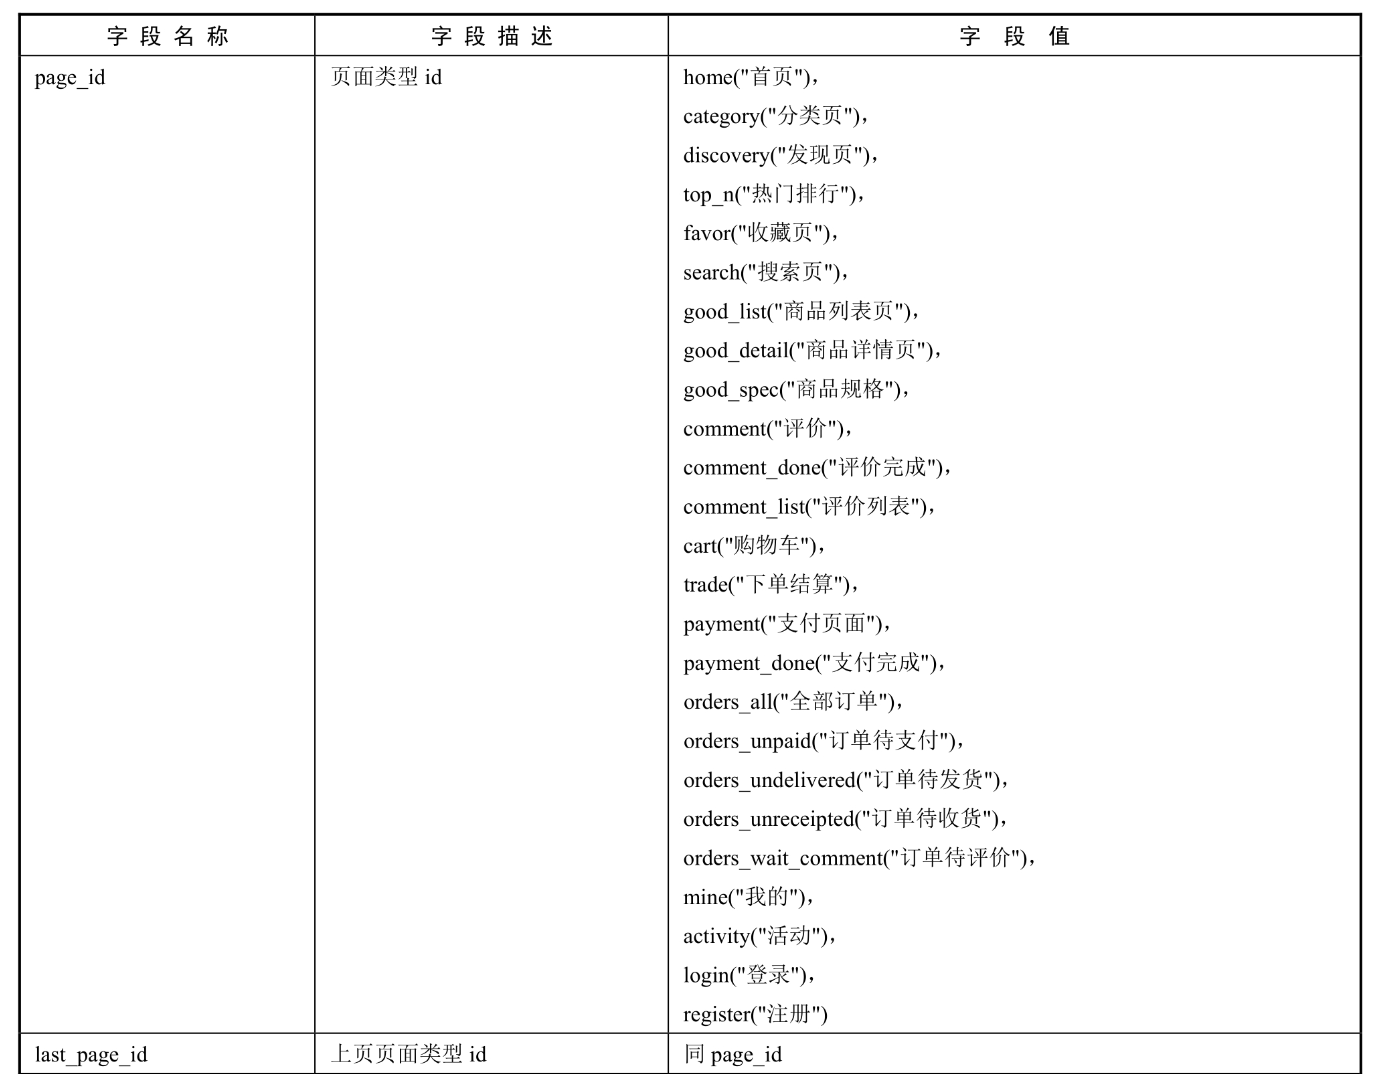 字段名称 字段描述 字段值
page_id 页面类型 id home("首页"),
category("分类页"),
discovery("发现页"),
top_n("热门排行"),
favor("收藏页"),
search("搜索页"),
good_list("商品列表页"),
good_detail("商品详情页"),
good_spec("商品规格"),
comment("评价"),
comment_done("评价完成"),
comment_list("评价列表"),
cart("购物车"),
trade("下单结算"),
payment("支付页面"),
payment_done("支付完成"),
orders_all("全部订单"),
orders_unpaid("订单待支付"),
orders_undelivered("订单待发货"),
orders_unreceipted("订单待收货"),
orders_wait_comment("订单待评价"),
mine("我的"),
activity("活动"),
login("登录"),
register("注册")
last_page_id 上页页面类型 id 同 page_id